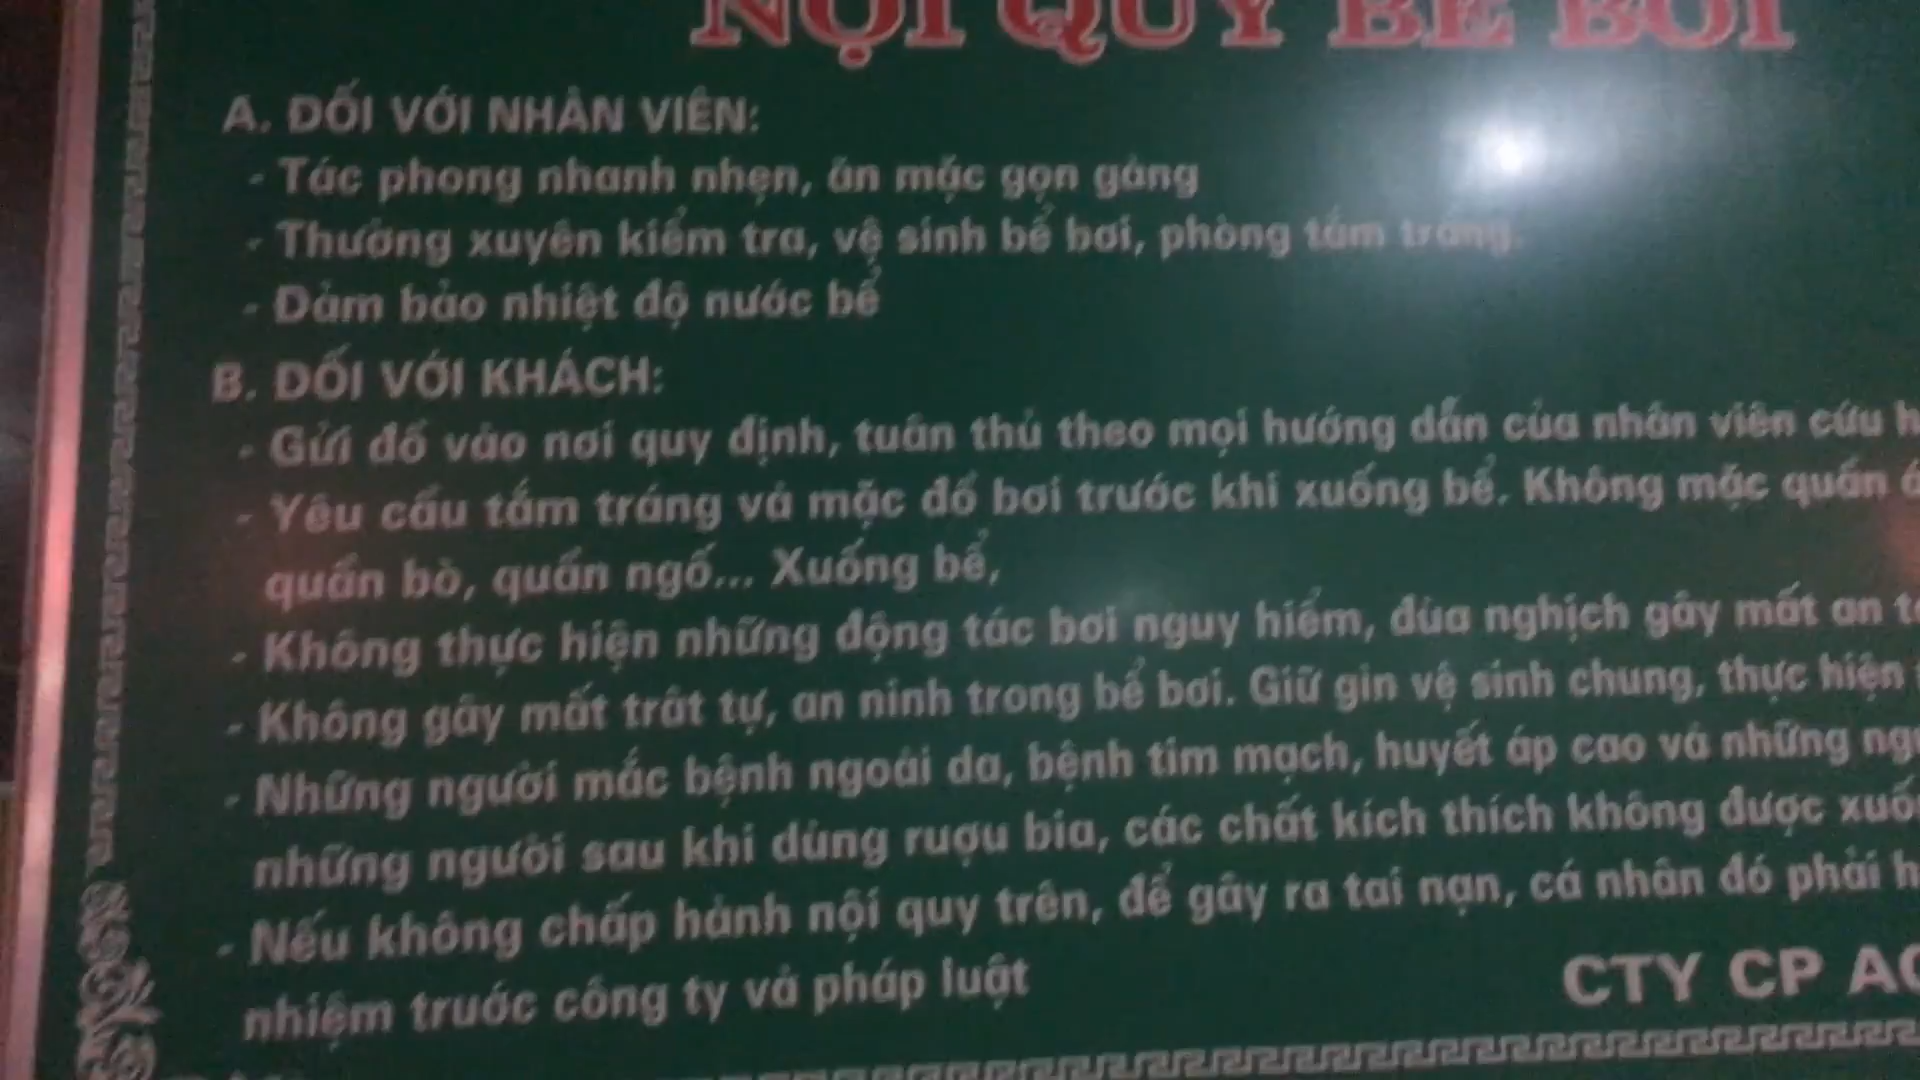 NỘI QUY BỂ BƠI
A. ĐỐI VỚI NHÂN VIÊN:
- Tác phong nhanh nhẹn, ăn mặc gọn gàng
- Thường xuyên kiểm tra, vệ sinh bể bơi, phòng tắm tráng.
- Đảm bảo nhiệt độ nước bể
B. ĐỐI VỚI KHÁCH:
- Gửi đồ vào nơi quy định, tuân thủ theo mọi hướng dẫn của nhân viên cứu
- Yêu cầu tắm tráng và mặc đồ bơi trước khi xuống bể. Không mặc quần
quần bò, quần ngố... Xuống bể,
- Không thực hiện những động tác bơi nguy hiểm, đùa nghịch gây mất an
- Không gây mất trât tự, an ninh trong bể bơi. Giữ gìn vệ sinh chung, thực hiện
- Những người mắc bệnh ngoài da, bệnh tim mạch, huyết áp cao và những
những người sau khi dùng rượu bia, các chất kích thích không được
- Nếu không chấp hành nội quy trên, để gây ra tai nạn, cá nhân đó phải
nhiệm trước công ty và pháp luật
CTY CP